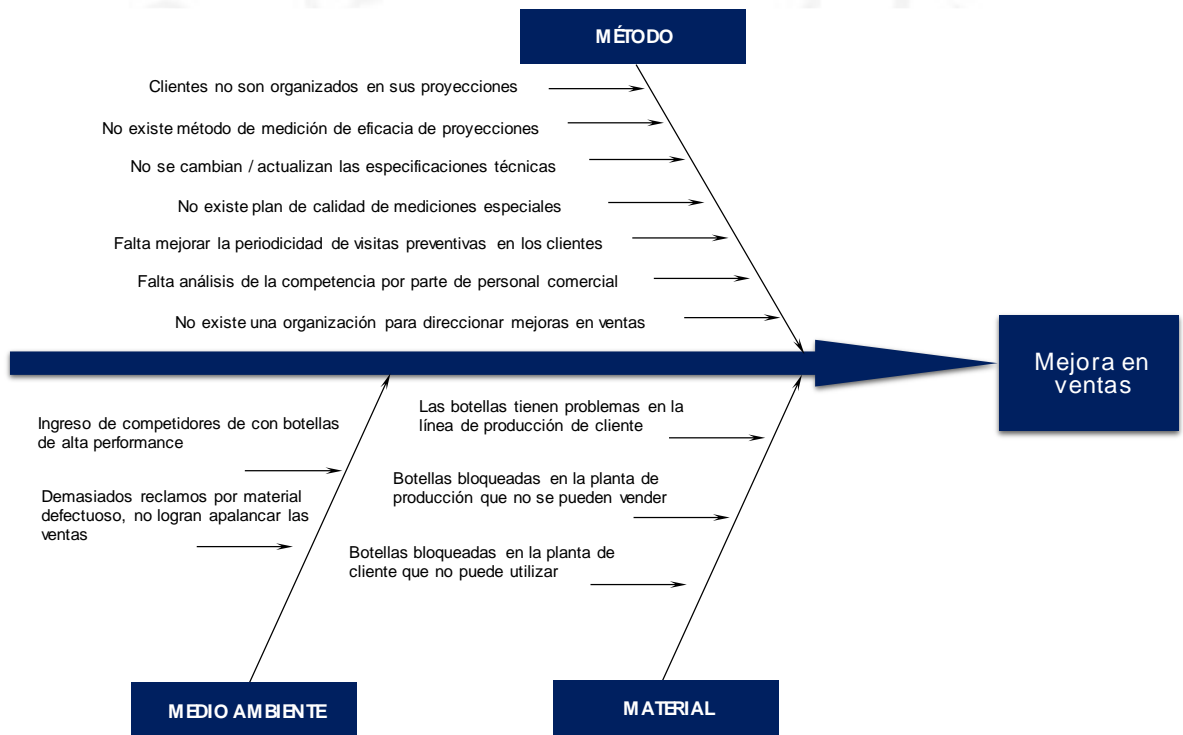 MÉTODO
Clientes no son organizados en sus proyecciones
No existe método de medición de eficacia de proyecciones
No se cambian / actualizan las especificaciones técnicas
No existe plan de calidad de mediciones especiales
Falta mejorar la periodicidad de visitas preventivas en los clientes
Falta análisis de la competencia por parte de personal comercial
No existe una organización para direccionar mejoras en ventas
Mejora en
ventas
Ingreso de competidores de con botellas
de alta performance
Demasiados reclamos por material
defectuoso, no logran apalancar las
ventas
Las botellas tienen problemas en la
línea de producción de cliente
Botellas bloqueadas en la planta de
producción que no se pueden vender
Botellas bloqueadas en la planta de
cliente que no puede utilizar
MEDIO AMBIENTE
MATERIAL